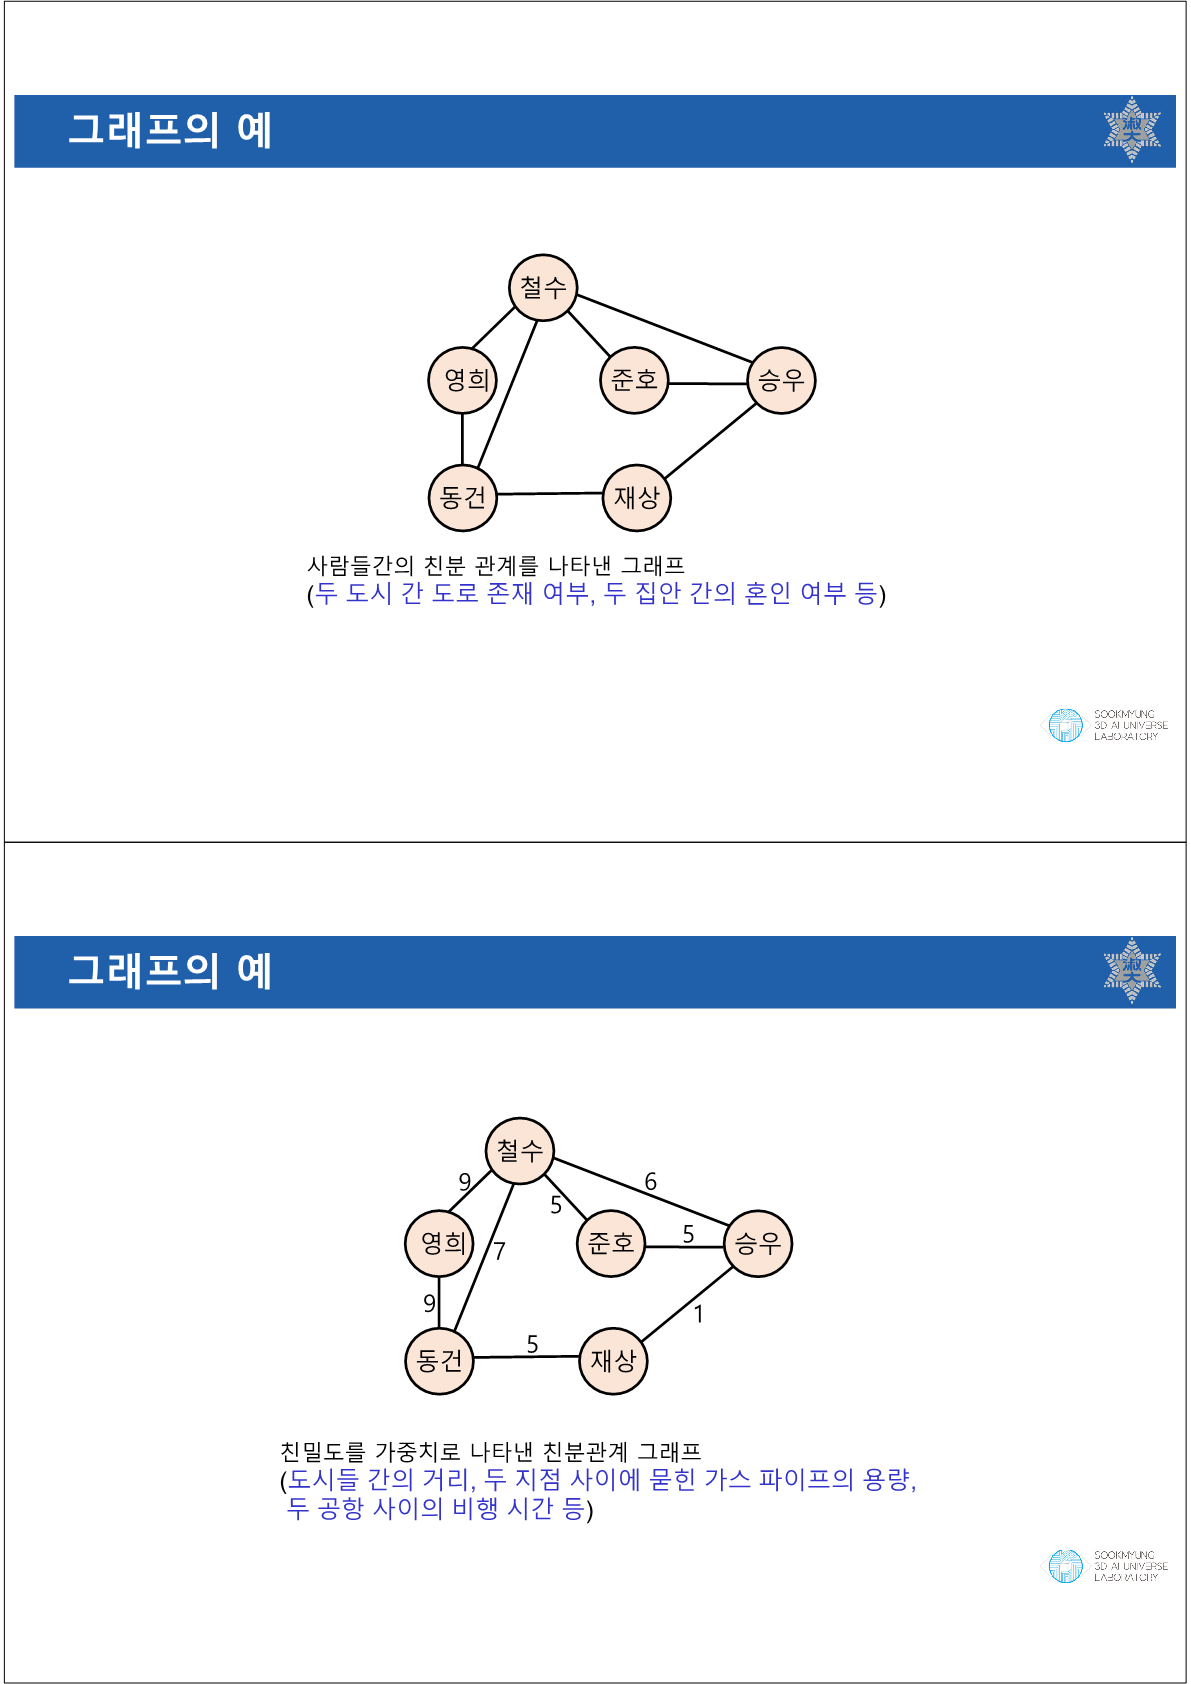 그래프의 예
철수
영희
준호
승우
동건
재상
사람들간의 친분 관계를 나타낸 그래프
(두 도시 간 도로 존재 여부, 두 집안 간의 혼인 여부 등)
SOOKMYUNG
3D AI UNIVERSE
LABORATORY
그래프의 예
철수
9
6
5
영희
준호
5
승우
7
9
1
5
동건
재상
친밀도를 가중치로 나타낸 친분관계 그래프
(도시들 간의 거리, 두 지점 사이에 묻힌 가스 파이프의 용량,
두 공항 사이의 비행 시간 등)
SOOKMYUNG
3D AI UNIVERSE
LABORATORY